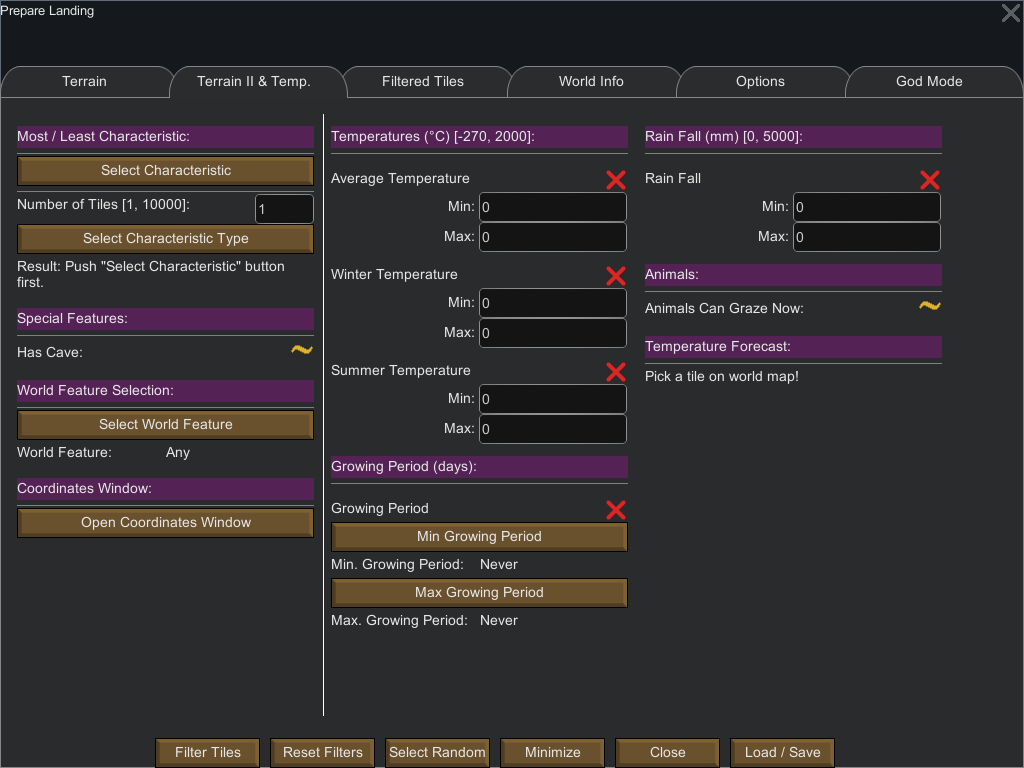 Prepare Landing
Terrain
Terrain II & Temp.
Filtered Tiles
World Info
Options
God Mode
Most / Least Characteristic:
Select Characteristic
Number of Tiles [1, 10000]:
1
Select Characteristic Type
Result: Push "Select Characteristic" button
first.
Special Features:
Has Cave:
World Feature Selection:
Select World Feature
World Feature: Any
Coordinates Window:
Open Coordinates Window
Temperatures (°C) [-270, 2000]:
Average Temperature
Min: 0
Max: 0
Winter Temperature
Min: 0
Max: 0
Summer Temperature
Min: 0
Max: 0
Growing Period (days):
Growing Period
Min Growing Period
Min. Growing Period: Never
Max Growing Period
Max. Growing Period: Never
Rain Fall (mm) [0, 5000]:
Rain Fall
Min: 0
Max: 0
Animals:
Animals Can Graze Now:
Temperature Forecast:
Pick a tile on world map!
Filter Tiles
Reset Filters
Select Random
Minimize
Close
Load / Save